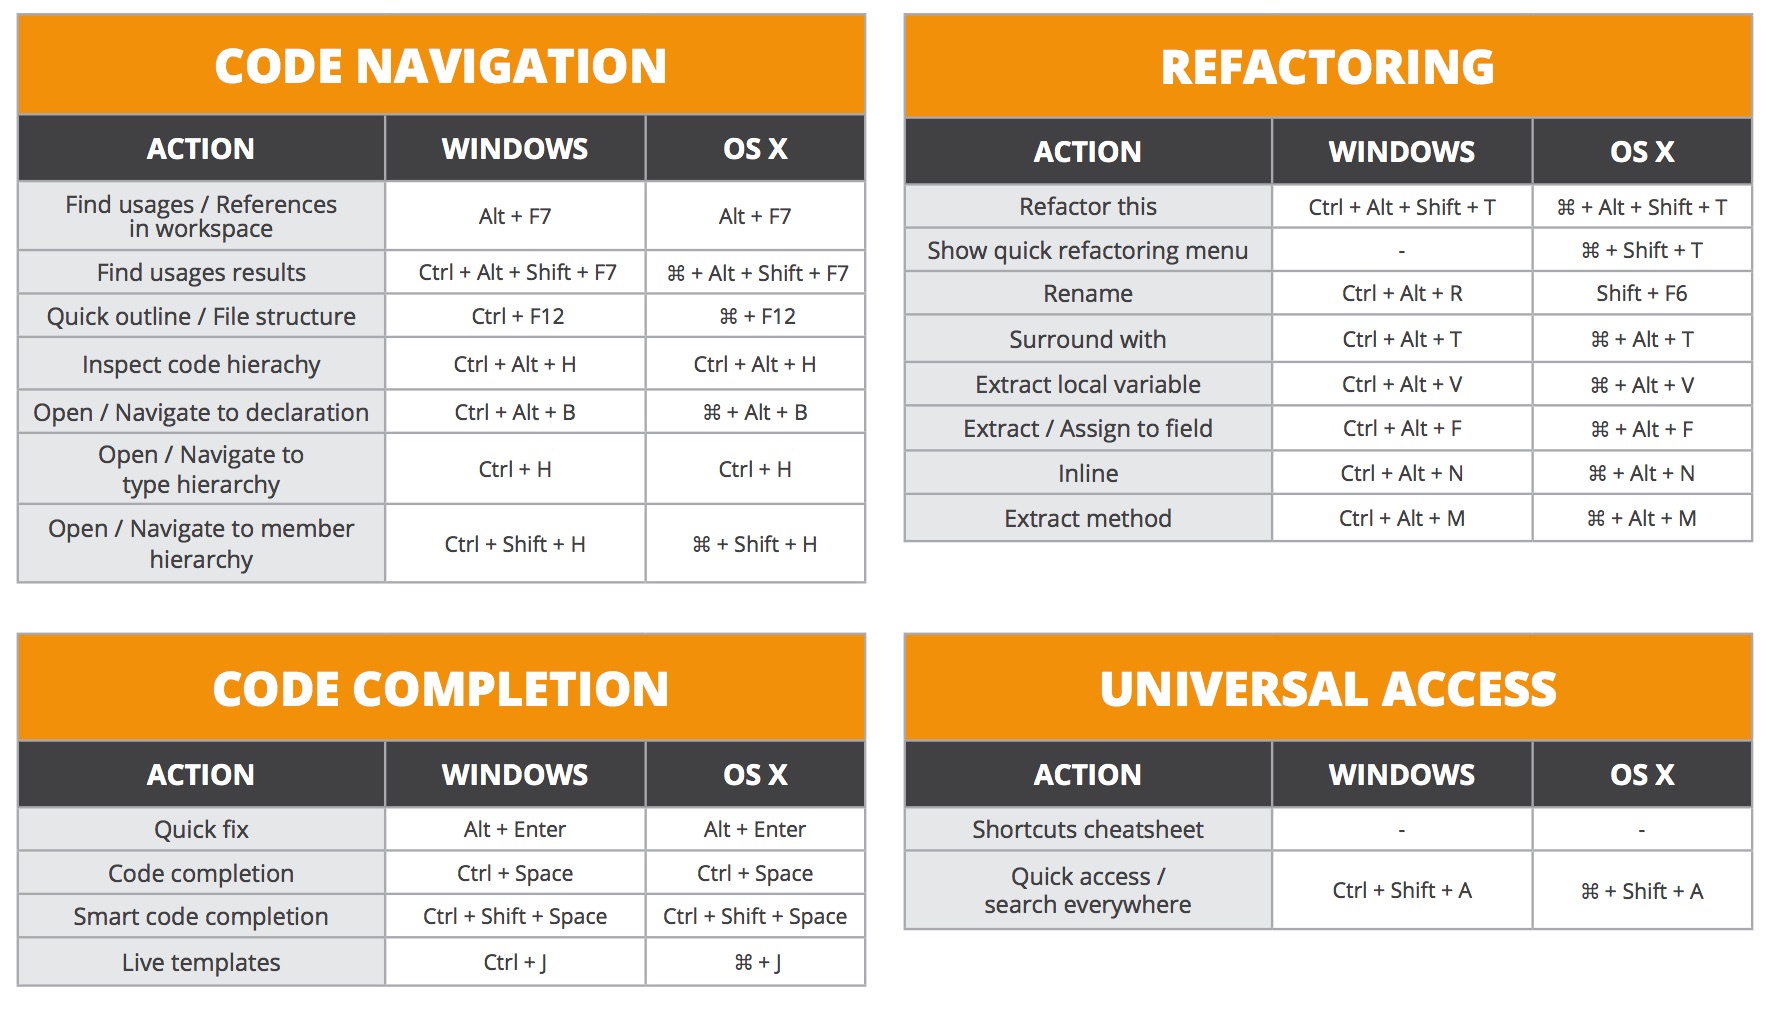 CODE NAVIGATION
ACTION WINDOWS OS X
Find usages / References
in workspace
Alt + F7 Alt + F7
Find usages results Ctrl + Alt + Shift + F7 ⌘ + Alt + Shift + F7
Quick outline / File structure Ctrl + F12 ⌘ + F12
Inspect code hierachy Ctrl + Alt + H Ctrl + Alt + H
Open / Navigate to declaration Ctrl + Alt + B ⌘ + Alt + B
Open / Navigate to
type hierarchy
Ctrl + H Ctrl + H
Open / Navigate to member
hierarchy
Ctrl + Shift + H ⌘ + Shift + H
REFACTORING
ACTION WINDOWS OS X
Refactor this Ctrl + Alt + Shift + T ⌘ + Alt + Shift + T
Show quick refactoring menu - ⌘ + Shift + T
Rename Ctrl + Alt + R Shift + F6
Surround with Ctrl + Alt + T ⌘ + Alt + T
Extract local variable Ctrl + Alt + V ⌘ + Alt + V
Extract / Assign to field Ctrl + Alt + F ⌘ + Alt + F
Inline Ctrl + Alt + N ⌘ + Alt + N
Extract method Ctrl + Alt + M ⌘ + Alt + M
CODE COMPLETION
ACTION WINDOWS OS X
Quick fix Alt + Enter Alt + Enter
Code completion Ctrl + Space Ctrl + Space
Smart code completion Ctrl + Shift + Space Ctrl + Shift + Space
Live templates Ctrl + J ⌘ + J
UNIVERSAL ACCESS
ACTION WINDOWS OS X
Shortcuts cheatsheet - -
Quick access /
search everywhere
Ctrl + Shift + A ⌘ + Shift + A